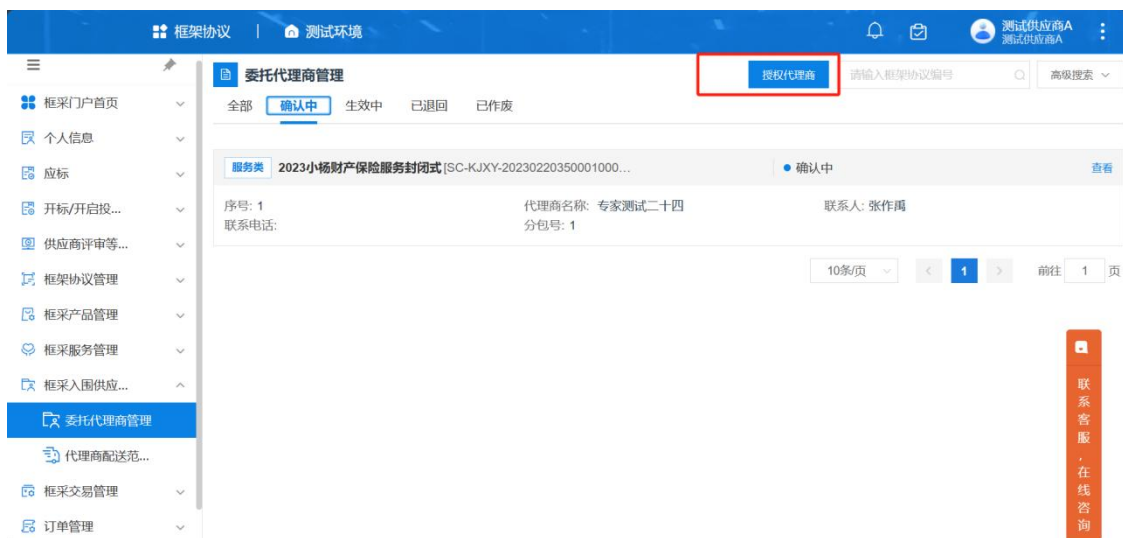 框架协议 | 测试环境
测试供应商A
测试供应商A
框采门户首页
个人信息
应标
开标/开启投...
供应商评审等...
框架协议管理
框采产品管理
框采服务管理
框采入围供应...
委托代理商管理
代理商配送范...
框采交易管理
订单管理
委托代理商管理
授权代理商
请输入框架协议编号
高级搜索
全部 确认中 生效中 已退回 已作废
服务类 2023小杨财产保险服务封闭式[SC-KJXY-20230220350001000... 确认中 查看
序号: 1 代理商名称: 专家测试二十四 联系人: 张作禹
联系电话: 分包号: 1
10条/页 1 前往 1 页
联系客服,在线咨询